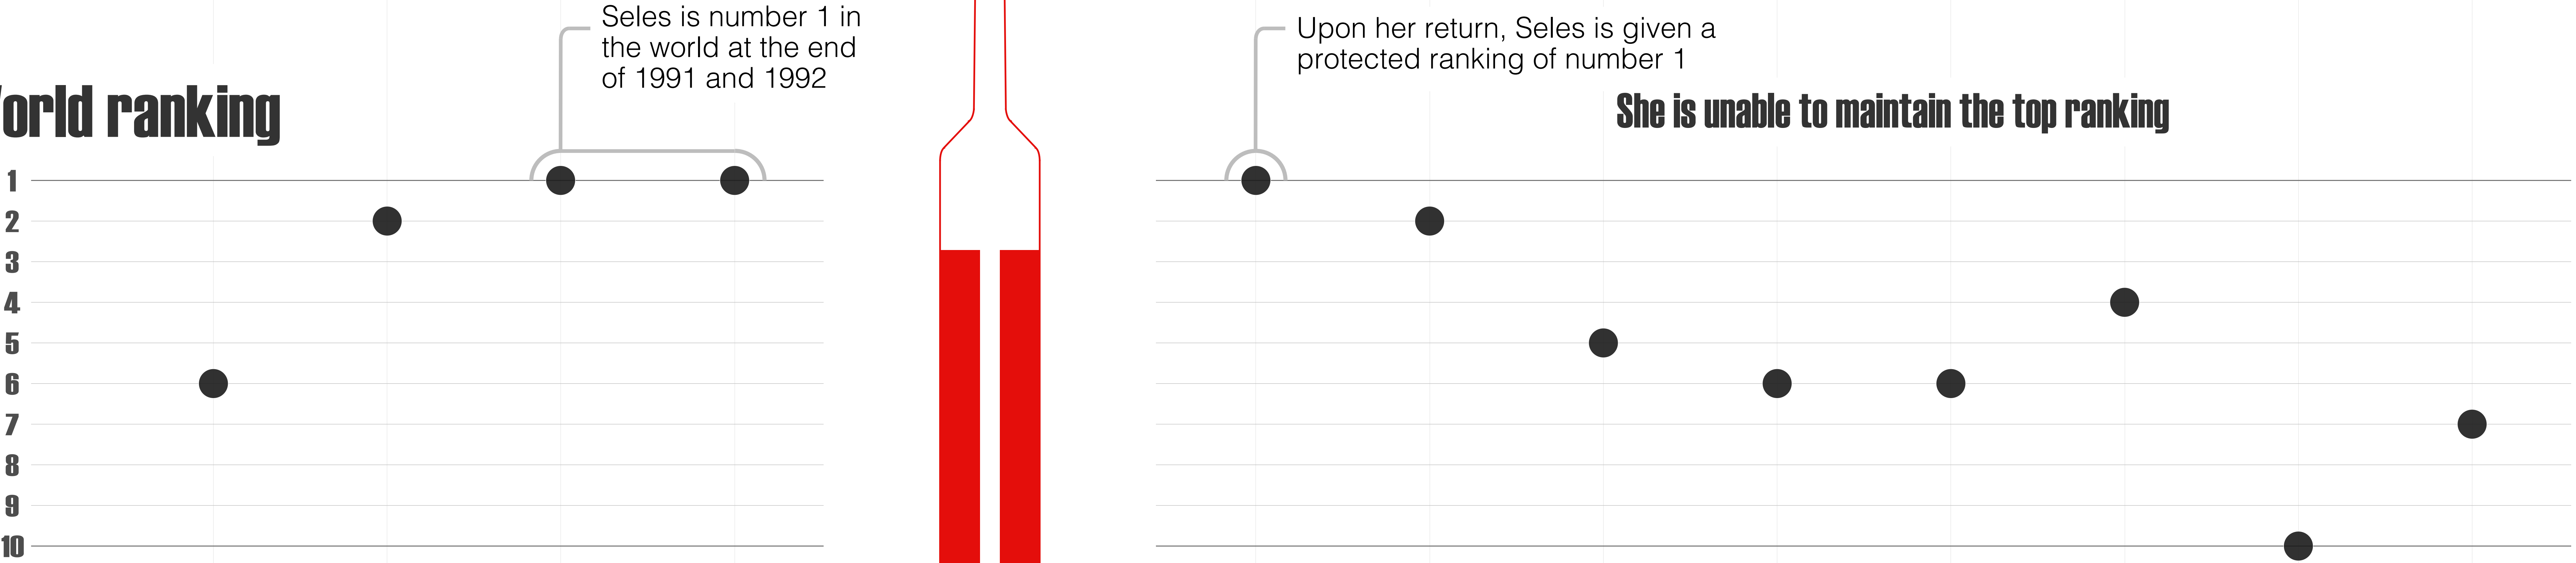 Seles is number 1 in
the world at the end
of 1991 and 1992
Upon her return, Seles is given a
protected ranking of number 1
orld ranking
She is unable to maintain the top ranking
1
2
3
4
5
6
7
8
9
10